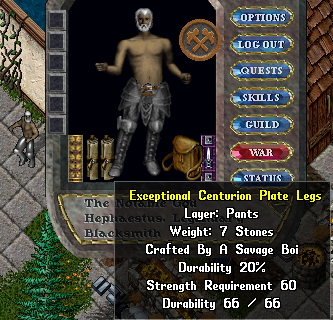 OPTIONS
LOG OUT
QUESTS
SKILLS
GUILD
WAR
STATUS
The
Hephaestus,
Blacksmith
Exceptional Centurion Plate Legs
Layer: Pants
Weight: 7 Stones
Crafted By A Savage Boi
Durability 20%
Strength Requirement 60
Durability 66 / 66